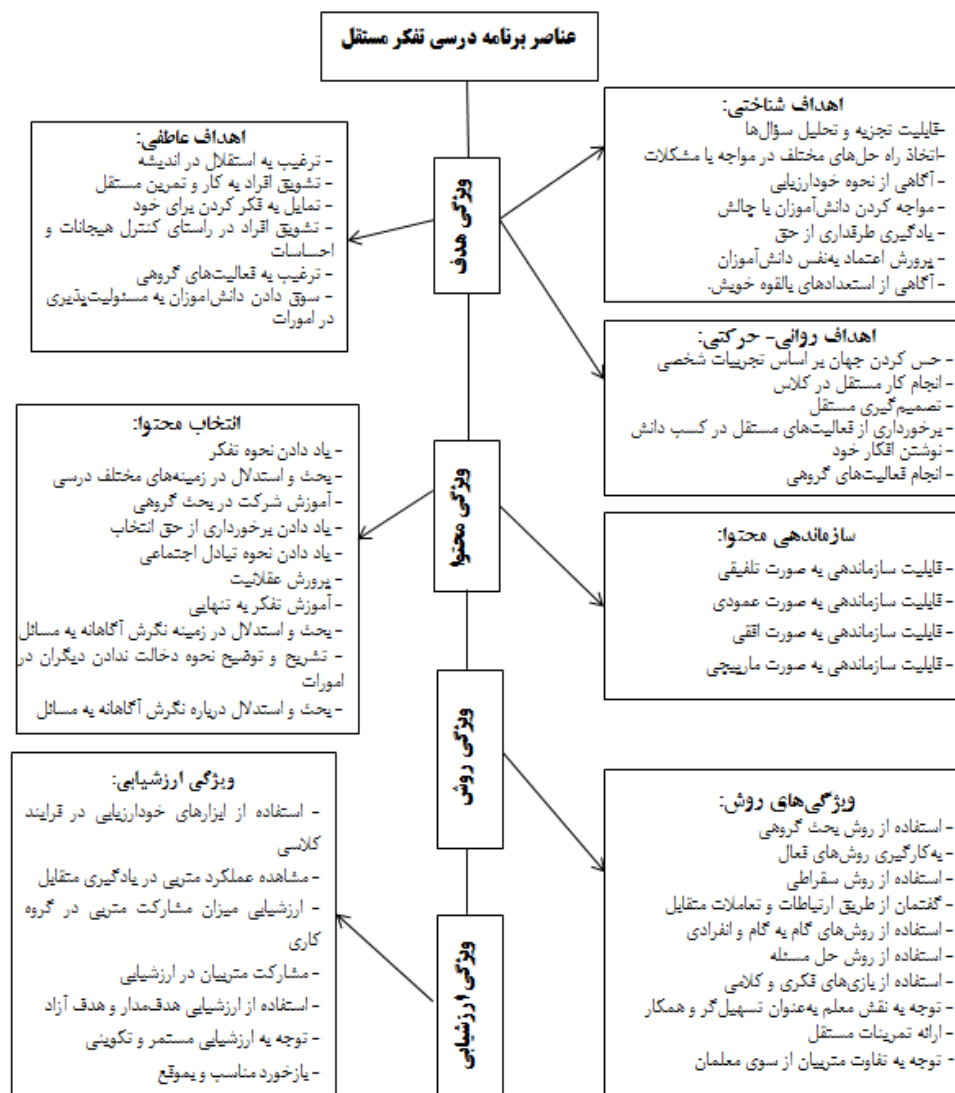 عناصر برنامه درسی تفکر مستقل
اهداف شناختی:
-قابلیت تجزیه و تحلیل سؤال‌ها
-اتخاذ راه حل‌های مختلف در مواجه با مشکلات
- آگاهی از نحوه خودارزیابی
- مواجه کردن دانش‌آموزان با چالش
- یادگیری طرفداری از حق
- پرورش اعتماد به‌نفس دانش‌آموزان
- آگاهی از استعدادهای بالقوه خویش.
اهداف عاطفی:
- ترغیب به استقلال در اندیشه
- تشویق افراد به کار و تمرین مستقل
- تمایل به فکر کردن برای خود
- تشویق افراد در راستای کنترل هیجانات و
احساسات
- ترغیب به فعالیت‌های گروهی
- سوق دادن دانش‌آموزان به مسئولیت‌پذیری
در امورات
ویژگی هدف
اهداف روانی- حرکتی:
- حس کردن جهان بر اساس تجربیات شخصی
- انجام کار مستقل در کلاس
- تصمیم‌گیری مستقل
-برخورداری از فعالیت‌های مستقل در کسب دانش
- نوشتن افکار خود
- انجام فعالیت‌های گروهی
انتخاب محتوا:
- یاد دادن نحوه تفکر
-بحث و استدلال در زمینه‌های مختلف درسی
- آموزش شرکت در بحث گروهی
- یاد دادن برخورداری از حق انتخاب
- یاد دادن نحوه تبادل اجتماعی
- پرورش عقلانیت
- آموزش تفکر به تنهایی
- بحث و استدلال در زمینه نگرش آگاهانه به مسائل
- تشریح و توضیح نحوه دخالت ندادن دیگران در
امورات
- بحث و استدلال درباره نگرش آگاهانه به مسائل
ویژگی محتوا
سازماندهی محتوا:
- قابلیت سازماندهی به صورت تلفیقی
- قابلیت سازماندهی به صورت عمودی
- قابلیت سازماندهی به صورت افقی
- قابلیت سازماندهی به صورت مارپیچی
ویژگی روش
ویژگی‌های روش:
- استفاده از روش بحث گروهی
- به‌کارگیری روش‌های فعال
- استفاده از روش سقراطی
- گفتمان از طریق ارتباطات و تعاملات متقابل
- استفاده از روش‌های گام به گام و انفرادی
- استفاده از روش حل مسئله
- استفاده از بازی‌های فکری و کلامی
- توجه به نقش معلم به‌عنوان تسهیل‌گر و همکار
- ارائه تمرینات مستقل
- توجه به تفاوت متربیان از سوی معلمان
ویژگی ارزشیابی:
- استفاده از ابزارهای خودارزیابی در فرایند
کلاسی
- مشاهده عملکرد متربی در یادگیری متقابل
- ارزشیابی میزان مشارکت متربی در گروه
کاری
- مشارکت متربیان در ارزشیابی
- استفاده از ارزشیابی هدف‌مدار و هدف آزاد
- توجه به ارزشیابی مستمر و تکوینی
- بازخورد مناسب و بموقع
ویژگی ارزشیابی